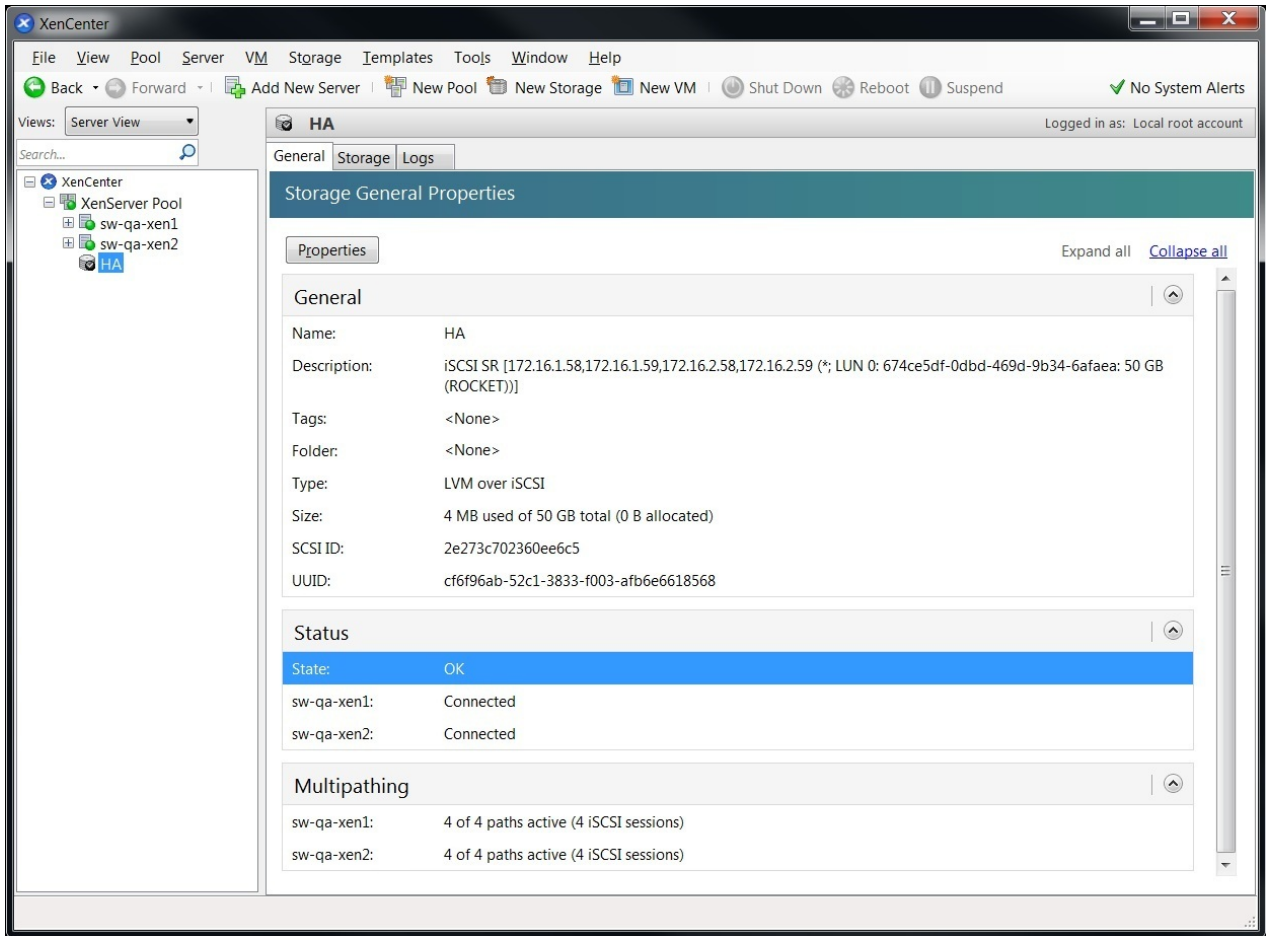 XenCenter
File View Pool Server VM Storage Templates Tools Window Help
Back Forward Add New Server New Pool New Storage New VM Shut Down Reboot Suspend No System Alerts
Views: Server View
HA
Logged in as: Local root account
Search...
General Storage Logs
XenCenter
XenServer Pool
sw-qa-xen1
sw-qa-xen2
HA
Storage General Properties
Properties
Expand all Collapse all
General
Name: HA
Description: iSCSI SR [172.16.1.58,172.16.1.59,172.16.2.58,172.16.2.59 (*; LUN 0: 674ce5df-0dbd-469d-9b34-6afaea: 50 GB
(ROCKET))]
Tags: <None>
Folder: <None>
Type: LVM over iSCSI
Size: 4 MB used of 50 GB total (0 B allocated)
SCSI ID: 2e273c702360ee6c5
UUID: cf6f96ab-52c1-3833-f003-afb6e6618568
Status
State: OK
sw-qa-xen1: Connected
sw-qa-xen2: Connected
Multipathing
sw-qa-xen1: 4 of 4 paths active (4 iSCSI sessions)
sw-qa-xen2: 4 of 4 paths active (4 iSCSI sessions)